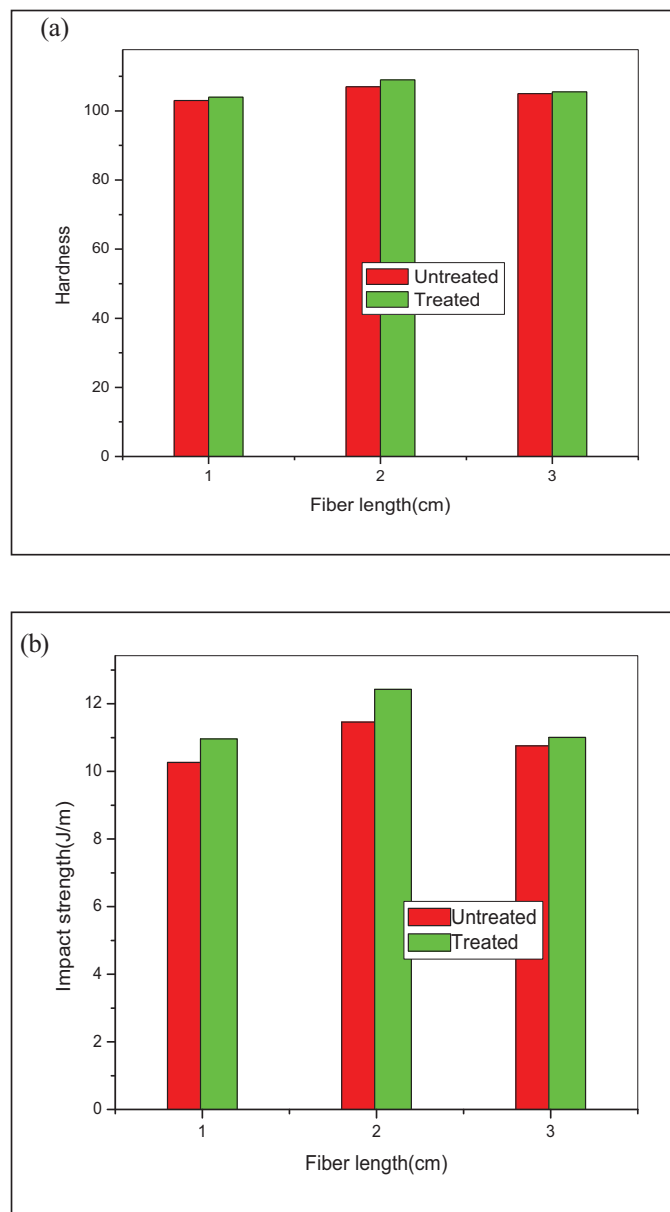 (a)
100
80
60
40
20
0
Hardness
Untreated
Treated
1 2 3
Fiber length(cm)
(b)
12
10
8
6
4
2
0
Impact strength(J/m)
Untreated
Treated
1 2 3
Fiber length(cm)